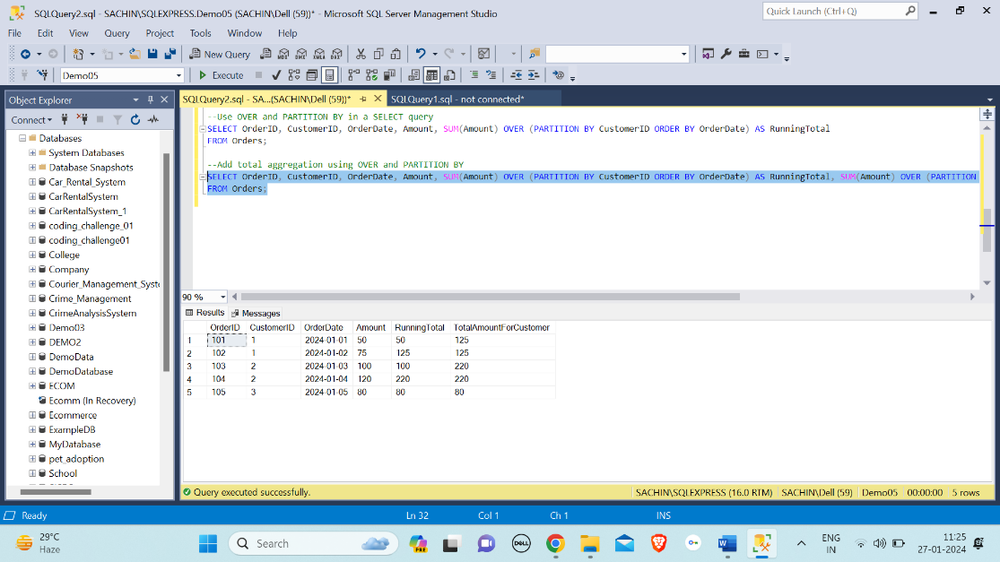 SQLQuery2.sql - SACHIN\SQLEXPRESS.Demo05 (SACHIN\Dell (59))* - Microsoft SQL Server Management Studio
Quick Launch (Ctrl+Q)
File Edit View Query Project Tools Window Help
New Query
MDX DMX XMLA DAX
Demo05
Execute
Object Explorer
Connect
Databases
System Databases
Database Snapshots
Car_Rental_System
CarRentalSystem
CarRentalSystem_1
coding_challenge_01
coding_challenge01
College
Company
Courier_Management_Syste
Crime_Management
CrimeAnalysisSystem
Demo03
DEMO2
DemoData
DemoDatabase
ECOM
Ecomm (In Recovery)
Ecommerce
ExampleDB
MyDatabase
pet_adoption
School
SQLQuery2.sql - SA...(SACHIN\Dell (59))*
SQLQuery1.sql - not connected*
--Use OVER and PARTITION BY in a SELECT query
SELECT OrderID, CustomerID, OrderDate, Amount, SUM(Amount) OVER (PARTITION BY CustomerID ORDER BY OrderDate) AS RunningTotal
FROM Orders;
--Add total aggregation using OVER and PARTITION BY
SELECT OrderID, CustomerID, OrderDate, Amount, SUM(Amount) OVER (PARTITION BY CustomerID ORDER BY OrderDate) AS RunningTotal, SUM(Amount) OVER (PARTITION
FROM Orders;
90 %
Results Messages
OrderID CustomerID OrderDate Amount RunningTotal TotalAmountForCustomer
1 101 1 2024-01-01 50 50 125
2 102 1 2024-01-02 75 125 125
3 103 2 2024-01-03 100 100 220
4 104 2 2024-01-04 120 220 220
5 105 3 2024-01-05 80 80 80
Query executed successfully.
SACHIN\SQLEXPRESS (16.0 RTM) SACHIN\Dell (59) Demo05 00:00:00 5 rows
Ready Ln 32 Col 1 Ch 1 INS
29°C
Haze
Search
PRE
DELL
ENG
IN
11:25
27-01-2024